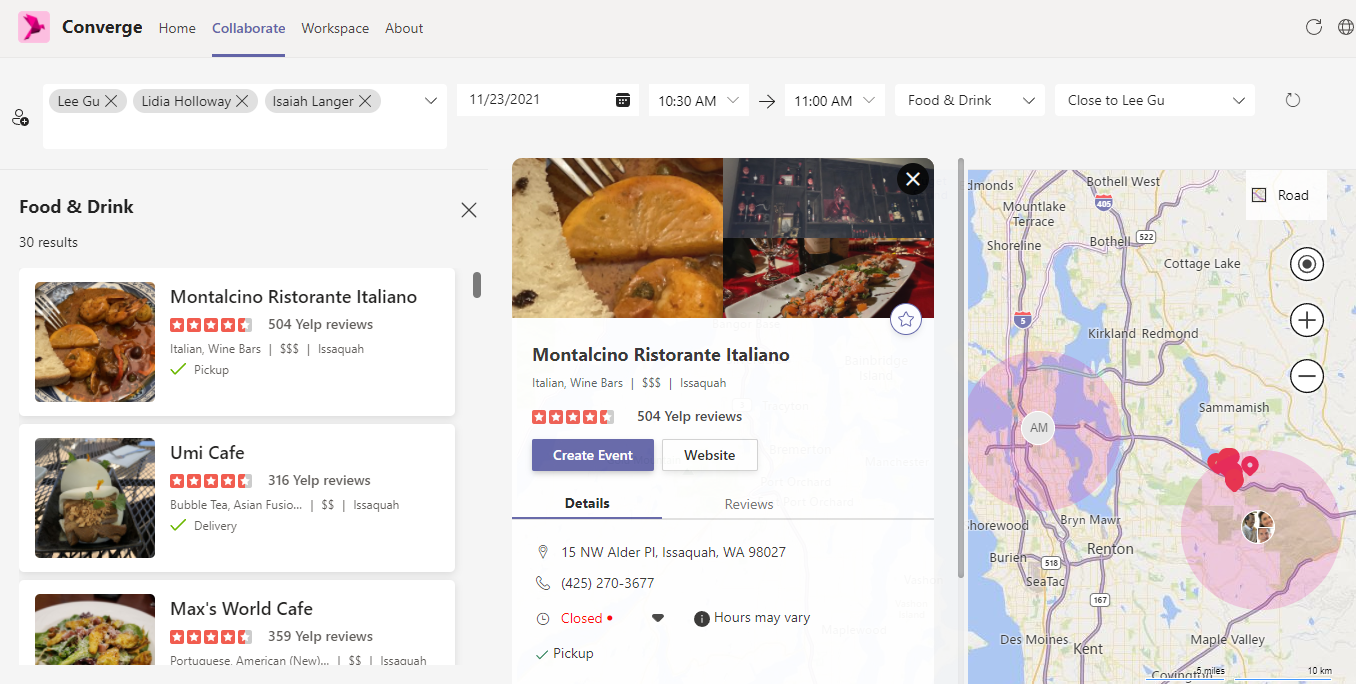 Converge Home Collaborate Workspace About
Lee Gu Lidia Holloway Isaiah Langer 11/23/2021 10:30 AM 11:00 AM Food & Drink Close to Lee Gu
Food & Drink
30 results
Montalcino Ristorante Italiano
504 Yelp reviews
Italian, Wine Bars | $$$ | Issaquah
Pickup
Umi Cafe
316 Yelp reviews
Bubble Tea, Asian Fusio... | $$ | Issaquah
Delivery
Max's World Cafe
359 Yelp reviews
Portuguese, American (New)... | $$ | Issaquah
Montalcino Ristorante Italiano
Italian, Wine Bars | $$$ | Issaquah
504 Yelp reviews
Create Event Website
Details Reviews
15 NW Alder Pl, Issaquah, WA 98027
(425) 270-3677
Closed • Hours may vary
Pickup
Road
dmonds
Bothell West
405
Mountlake
Terrace
Shoreline
Bothell
522
Cottage Lake
5
Kirkland
Redmond
Sammamish
AM
horewood
Bryn Mawr
Burien
518
Renton
SeaTac
167
Des Moines
Kent
Maple Valley
Covington
5 miles
10 km